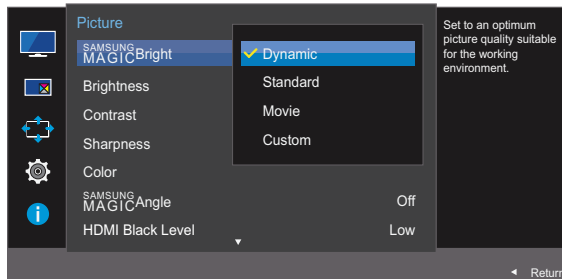 Picture
SAMSUNG
MAGICBright
Dynamic
Standard
Movie
Custom
Brightness
Contrast
Sharpness
Color
SAMSUNG
MAGICAngle Off
HDMI Black Level Low
Set to an optimum
picture quality suitable
for the working
environment.
Return